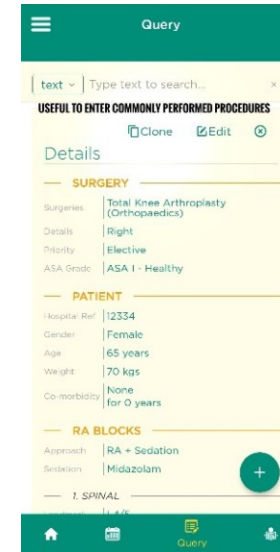 Query
text Type text to search... ×
USEFUL TO ENTER COMMONLY PERFORMED PROCEDURES
Clone Edit
Details
SURGERY
Surgeries Total Knee Arthroplasty
(Orthopaedics)
Details Right
Priority Elective
ASA Grade ASA I - Healthy
PATIENT
Hospital Ref 12334
Gender Female
Age 65 years
Weight 70 kgs
Co-morbidity None
for 0 years
RA BLOCKS
Approach RA + Sedation
Sedation Midazolam
+
1. SPINAL
Query